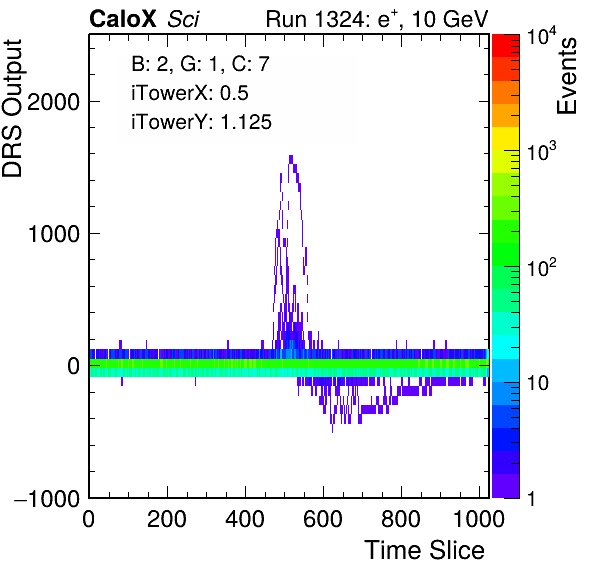 CaloX Sci Run 1324: e⁺, 10 GeV
B: 2, G: 1, C: 7
iTowerX: 0.5
iTowerY: 1.125
DRS Output
2000
1000
0
−1000
0 200 400 600 800 1000
Time Slice
Events
10⁴
10³
10²
10
1